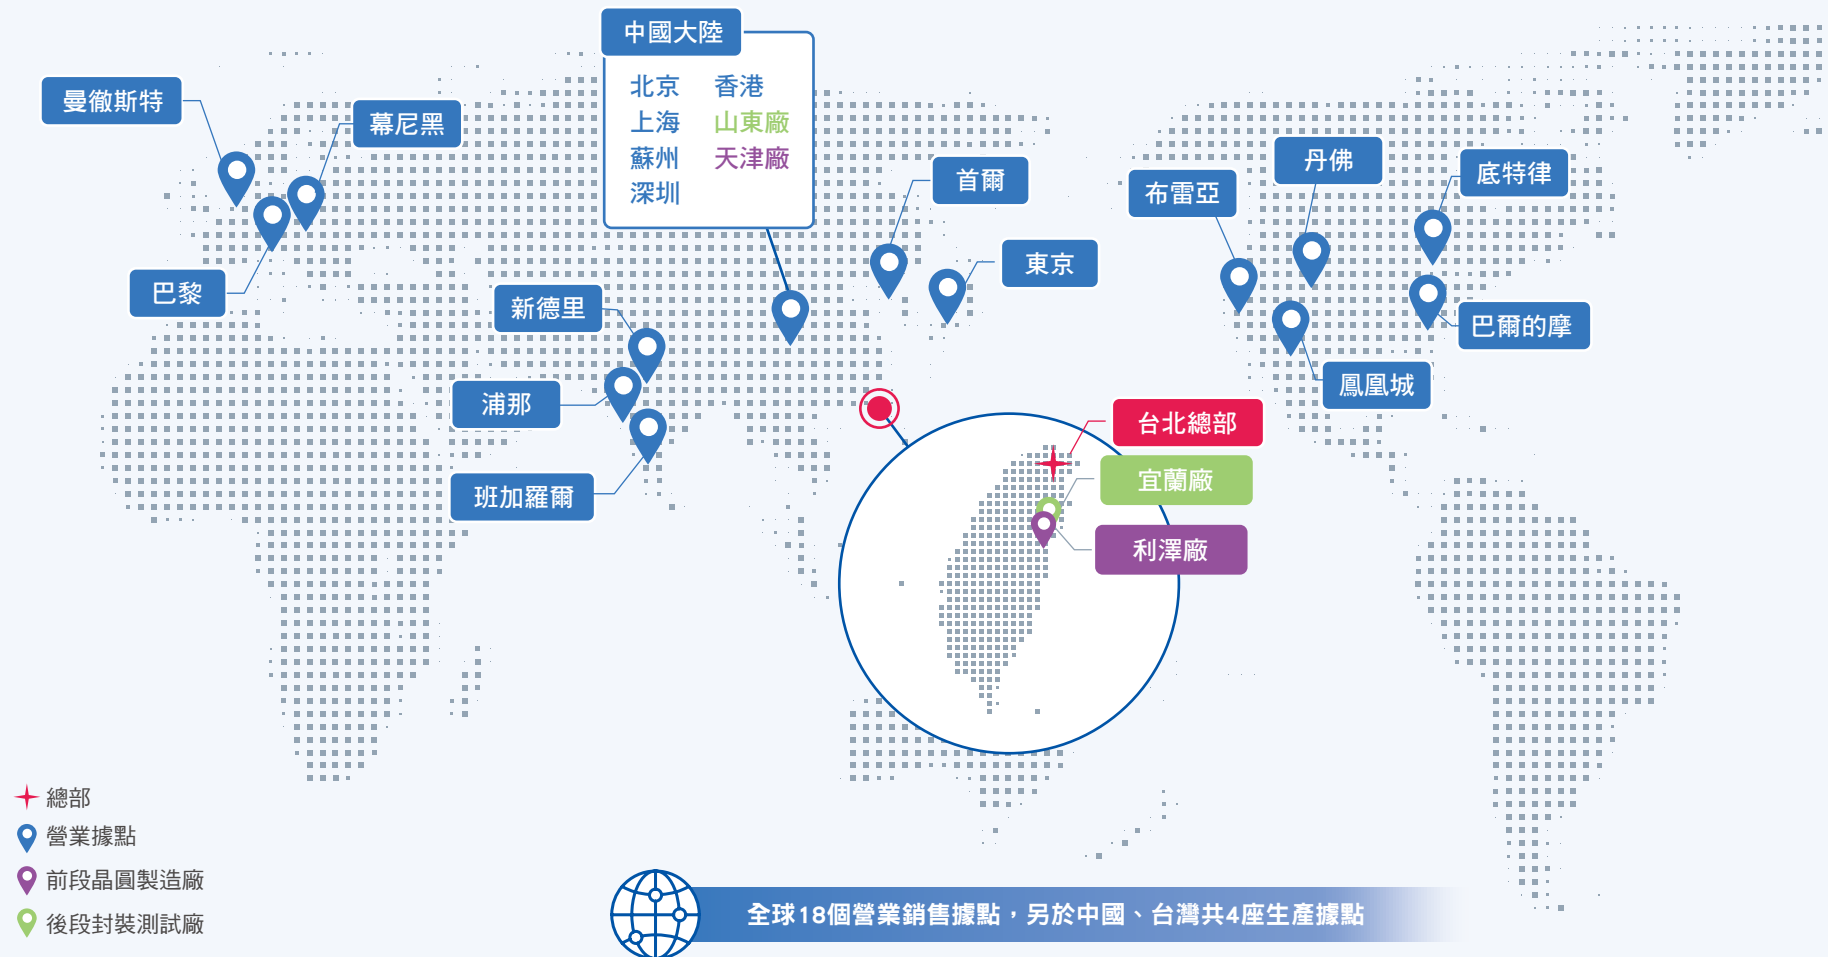 中國大陸
北京 香港
上海 山東廠
蘇州 天津廠
深圳
曼徹斯特
幕尼黑
巴黎
新德里
浦那
班加羅爾
首爾
東京
布雷亞
丹佛
底特律
巴爾的摩
鳳凰城
台北總部
宜蘭廠
利澤廠
總部
營業據點
前段晶圓製造廠
後段封裝測試廠
全球18個營業銷售據點，另於中國、台灣共4座生產據點